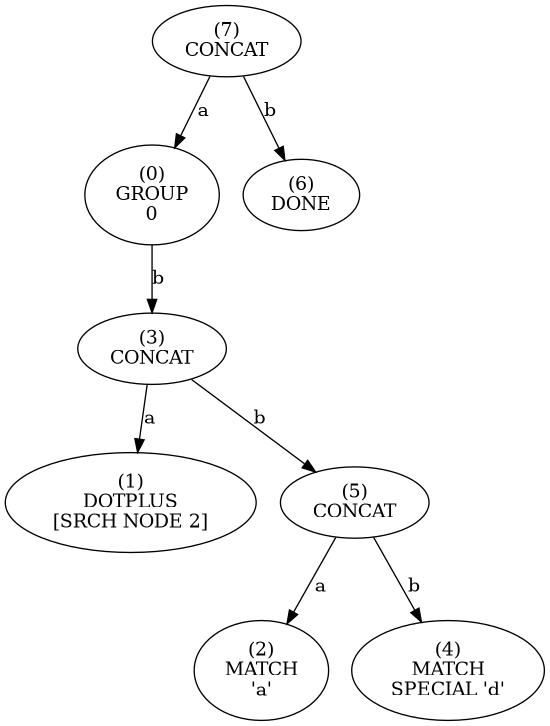 (7)
CONCAT
a
b
(0)
GROUP
0
(6)
DONE
b
(3)
CONCAT
a
b
(1)
DOTPLUS
[SRCH NODE 2]
(5)
CONCAT
a
b
(2)
MATCH
'a'
(4)
MATCH
SPECIAL 'd'